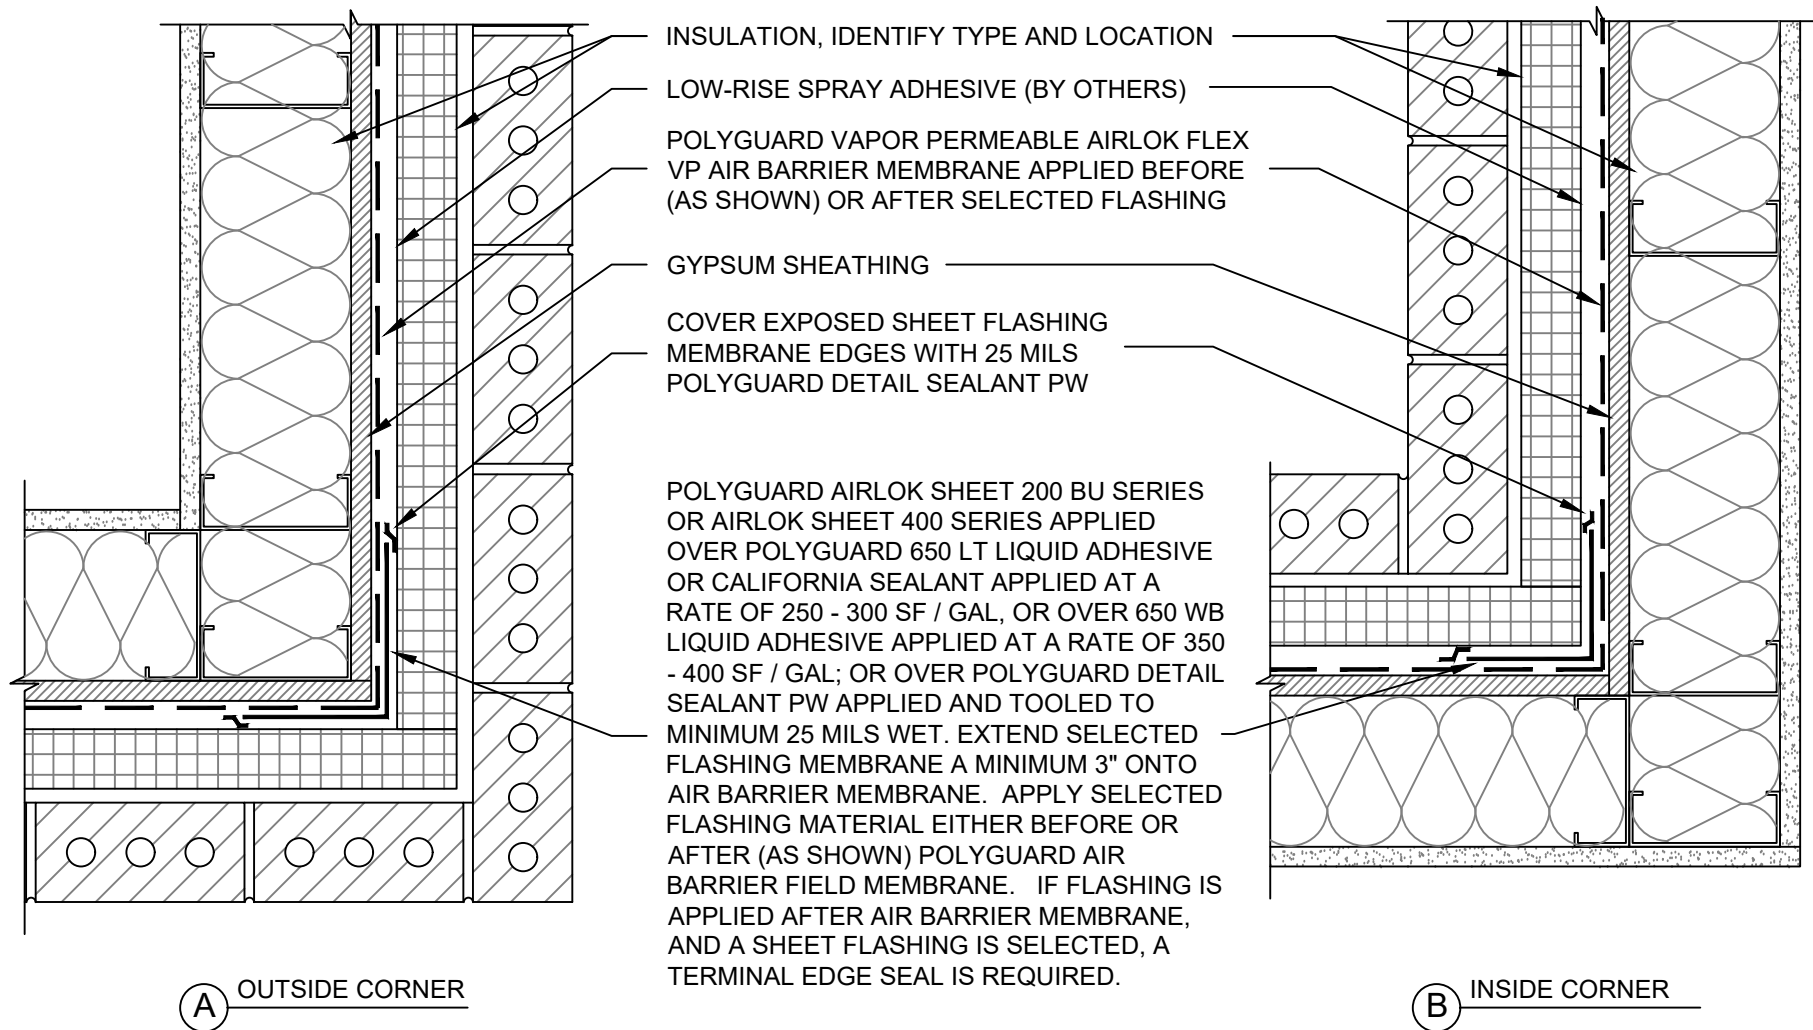 INSULATION, IDENTIFY TYPE AND LOCATION
LOW-RISE SPRAY ADHESIVE (BY OTHERS)
POLYGUARD VAPOR PERMEABLE AIRLOK FLEX
VP AIR BARRIER MEMBRANE APPLIED BEFORE
(AS SHOWN) OR AFTER SELECTED FLASHING
GYPSUM SHEATHING
COVER EXPOSED SHEET FLASHING
MEMBRANE EDGES WITH 25 MILS
POLYGUARD DETAIL SEALANT PW
POLYGUARD AIRLOK SHEET 200 BU SERIES
OR AIRLOK SHEET 400 SERIES APPLIED
OVER POLYGUARD 650 LT LIQUID ADHESIVE
OR CALIFORNIA SEALANT APPLIED AT A
RATE OF 250 - 300 SF / GAL, OR OVER 650 WB
LIQUID ADHESIVE APPLIED AT A RATE OF 350
- 400 SF / GAL; OR OVER POLYGUARD DETAIL
SEALANT PW APPLIED AND TOOLED TO
MINIMUM 25 MILS WET. EXTEND SELECTED
FLASHING MEMBRANE A MINIMUM 3" ONTO
AIR BARRIER MEMBRANE. APPLY SELECTED
FLASHING MATERIAL EITHER BEFORE OR
AFTER (AS SHOWN) POLYGUARD AIR
BARRIER FIELD MEMBRANE. IF FLASHING IS
APPLIED AFTER AIR BARRIER MEMBRANE,
AND A SHEET FLASHING IS SELECTED, A
TERMINAL EDGE SEAL IS REQUIRED.
A OUTSIDE CORNER
B INSIDE CORNER